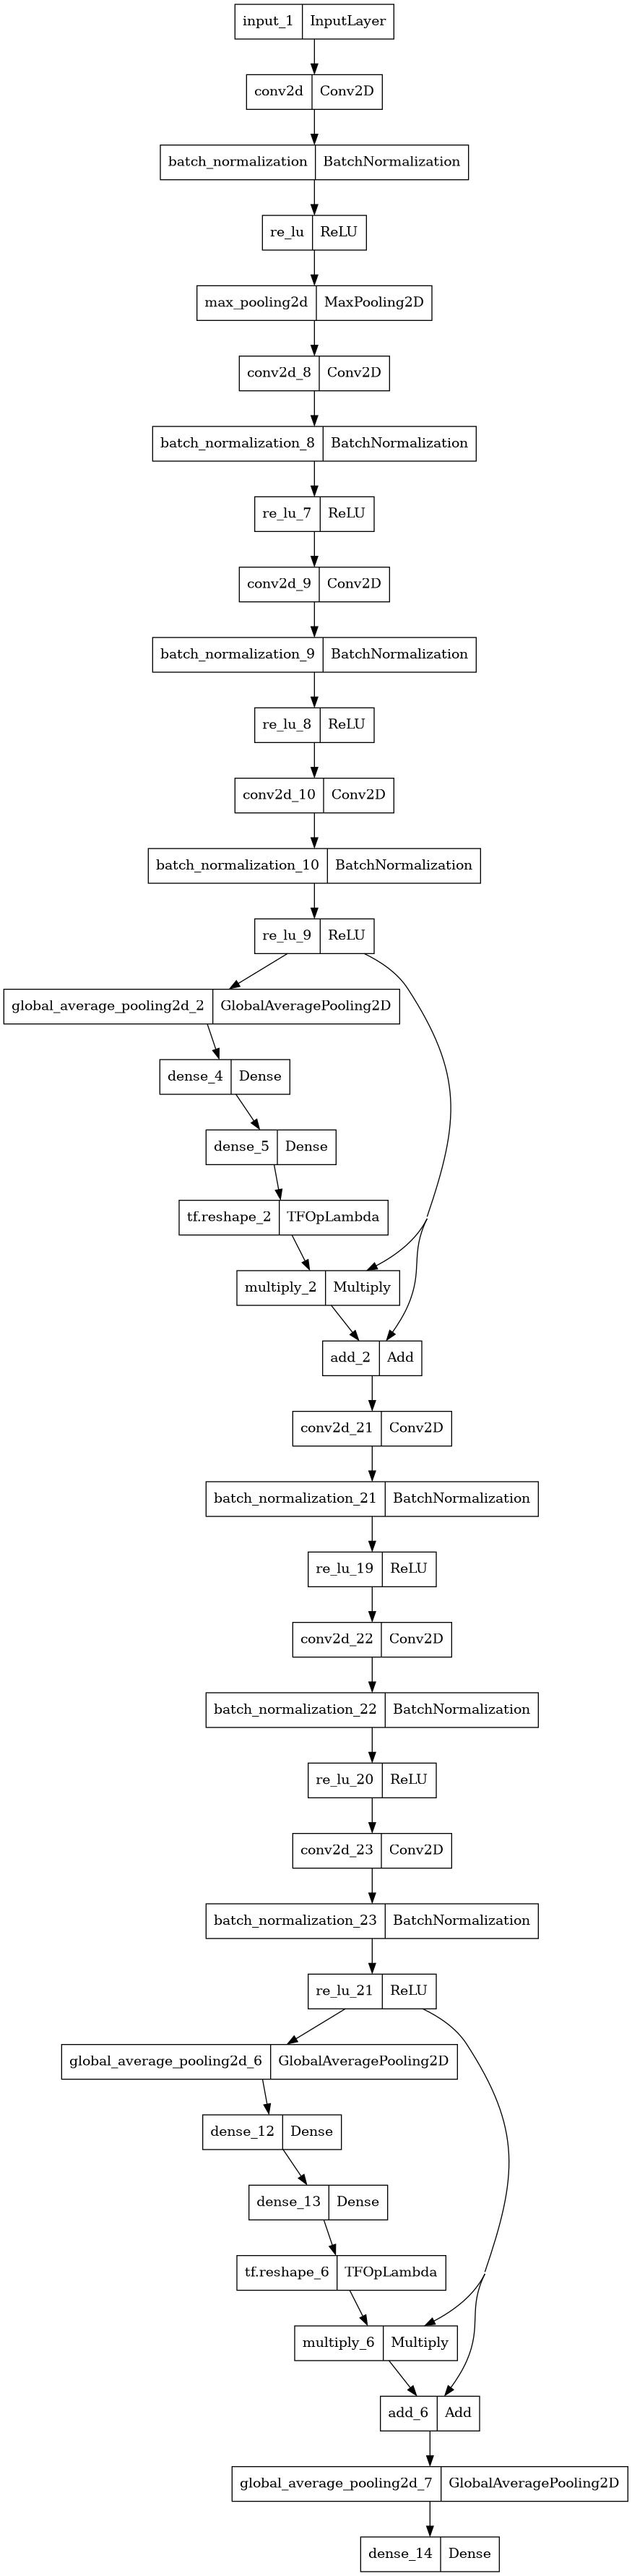 input_1 InputLayer
conv2d Conv2D
batch_normalization BatchNormalization
re_lu ReLU
max_pooling2d MaxPooling2D
conv2d_8 Conv2D
batch_normalization_8 BatchNormalization
re_lu_7 ReLU
conv2d_9 Conv2D
batch_normalization_9 BatchNormalization
re_lu_8 ReLU
conv2d_10 Conv2D
batch_normalization_10 BatchNormalization
re_lu_9 ReLU
global_average_pooling2d_2 GlobalAveragePooling2D
dense_4 Dense
dense_5 Dense
tf.reshape_2 TFOpLambda
multiply_2 Multiply
add_2 Add
conv2d_21 Conv2D
batch_normalization_21 BatchNormalization
re_lu_19 ReLU
conv2d_22 Conv2D
batch_normalization_22 BatchNormalization
re_lu_20 ReLU
conv2d_23 Conv2D
batch_normalization_23 BatchNormalization
re_lu_21 ReLU
global_average_pooling2d_6 GlobalAveragePooling2D
dense_12 Dense
dense_13 Dense
tf.reshape_6 TFOpLambda
multiply_6 Multiply
add_6 Add
global_average_pooling2d_7 GlobalAveragePooling2D
dense_14 Dense